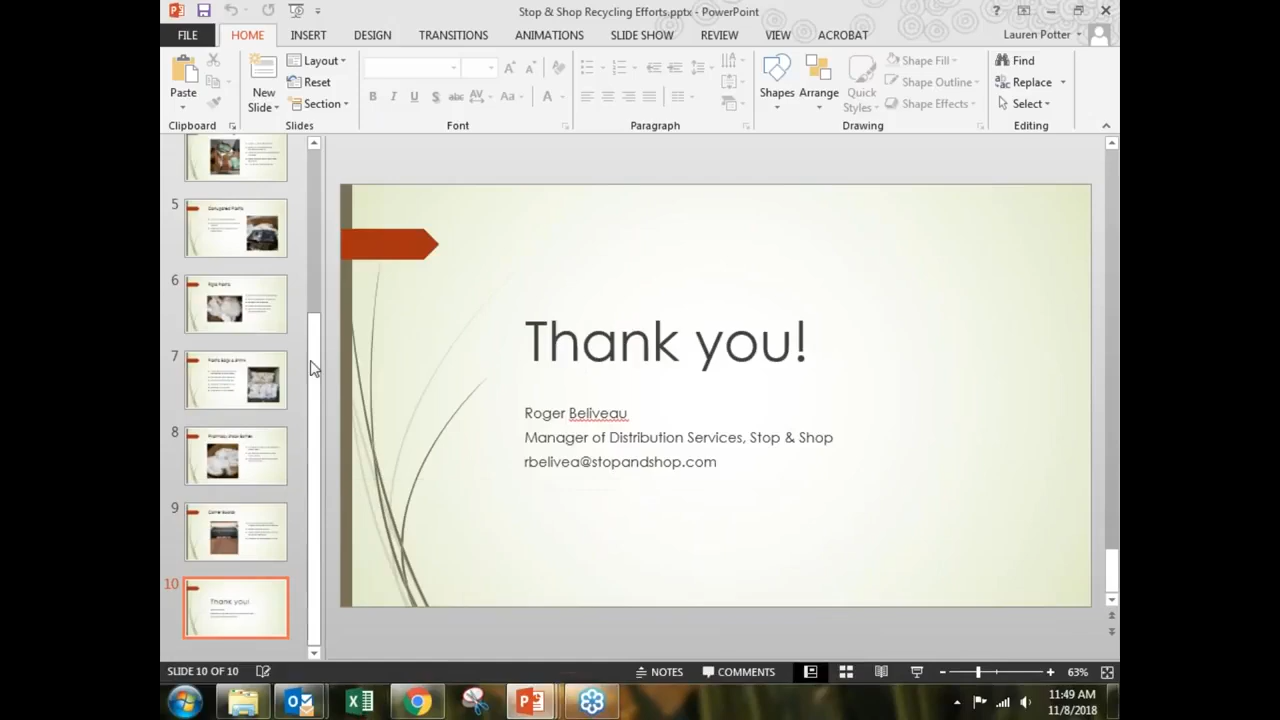 Stop & Shop Recycling Efforts.pptx - PowerPoint
FILE HOME INSERT DESIGN TRANSITIONS ANIMATIONS SLIDE SHOW REVIEW VIEW ACROBAT Lauren Potter
Paste
New
Slide
Layout
Reset
Section
B I U S abc AV Aa A
Shapes
Arrange
Quick
Styles
Shape Fill
Shape Outline
Shape Effects
Find
Replace
Select
Clipboard Slides Font Paragraph Drawing Editing
5
6
7
8
9
10
Thank you!
Thank you!
Roger Beliveau
Manager of Distribution Services, Stop & Shop
rbelivea@stopandshop.com
SLIDE 10 OF 10 NOTES COMMENTS 63%
11:49 AM
11/8/2018